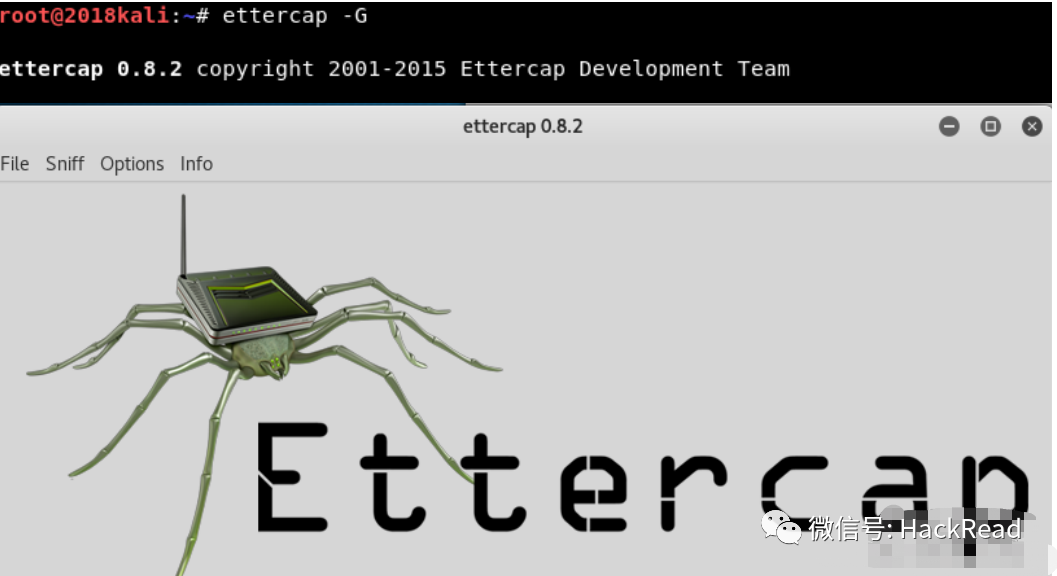 root@2018kali:~# ettercap -G
ettercap 0.8.2 copyright 2001-2015 Ettercap Development Team
ettercap 0.8.2
File Sniff Options Info
Ettercap
微信号: HackRead